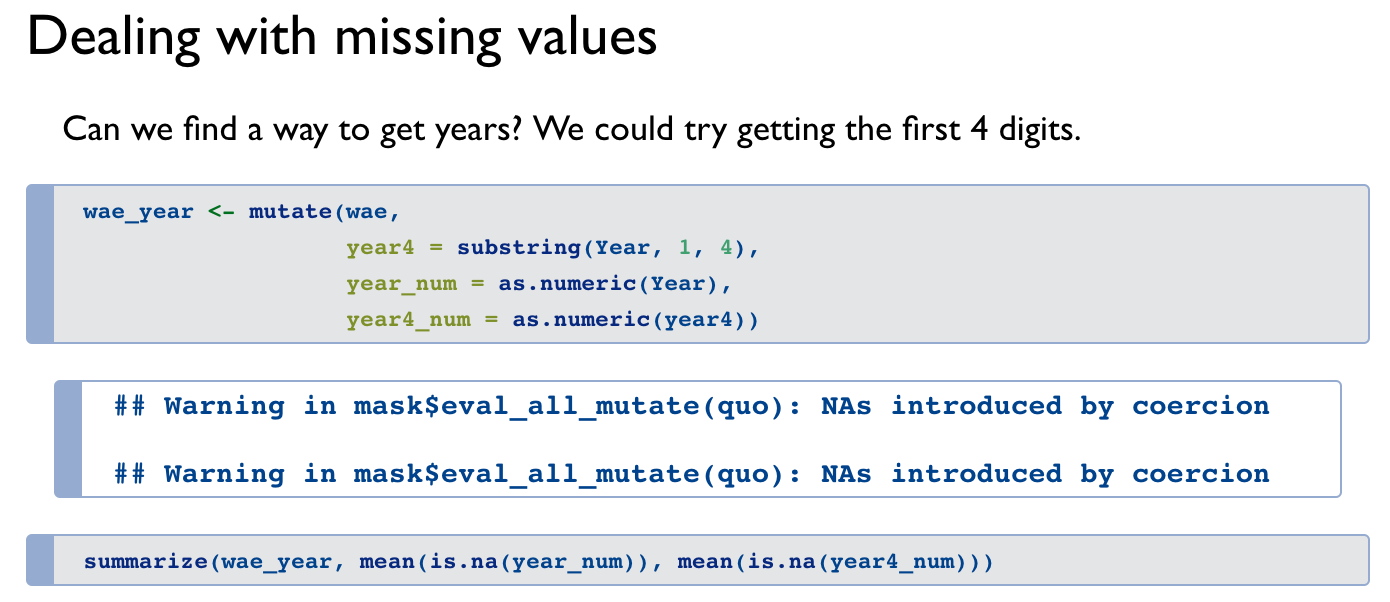 Dealing with missing values
Can we find a way to get years? We could try getting the first 4 digits.
wae_year <- mutate(wae,
year4 = substring(Year, 1, 4),
year_num = as.numeric(Year),
year4_num = as.numeric(year4))
## Warning in mask$eval_all_mutate(quo): NAs introduced by coercion
## Warning in mask$eval_all_mutate(quo): NAs introduced by coercion
summarize(wae_year, mean(is.na(year_num)), mean(is.na(year4_num)))